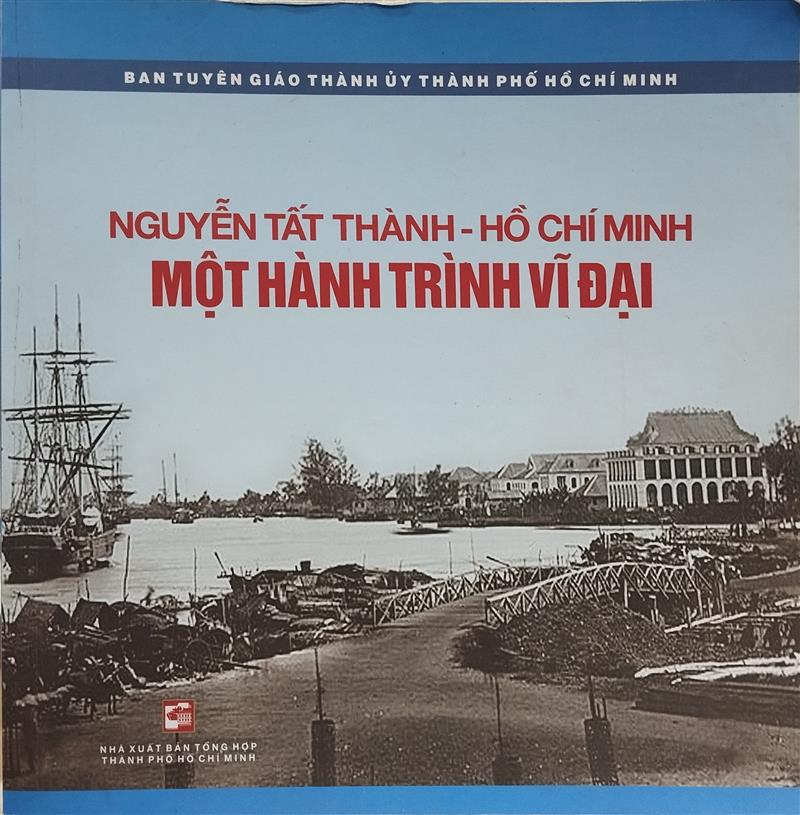 BAN TUYÊN GIÁO THÀNH ỦY THÀNH PHỐ HỒ CHÍ MINH
NGUYỄN TẤT THÀNH - HỒ CHÍ MINH
MỘT HÀNH TRÌNH VĨ ĐẠI
NHÀ XUẤT BẢN TỔNG HỢP
THÀNH PHỐ HỒ CHÍ MINH